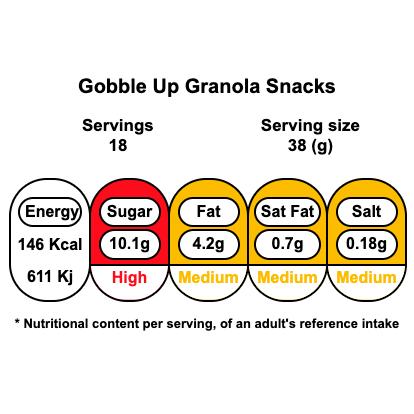 Gobble Up Granola Snacks
Servings
18
Serving size
38 (g)
Energy
146 Kcal
611 Kj
Sugar
10.1g
High
Fat
4.2g
Medium
Sat Fat
0.7g
Medium
Salt
0.18g
Medium
* Nutritional content per serving, of an adult's reference intake